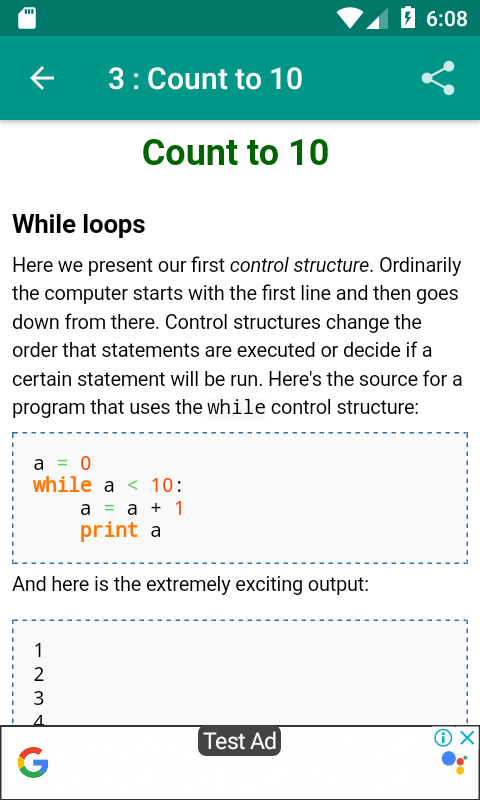 6:08
3 : Count to 10
Count to 10
While loops
Here we present our first control structure. Ordinarily
the computer starts with the first line and then goes
down from there. Control structures change the
order that statements are executed or decide if a
certain statement will be run. Here's the source for a
program that uses the while control structure:
a = 0
while a < 10:
    a = a + 1
    print a
And here is the extremely exciting output:
1
2
3
4
Test Ad